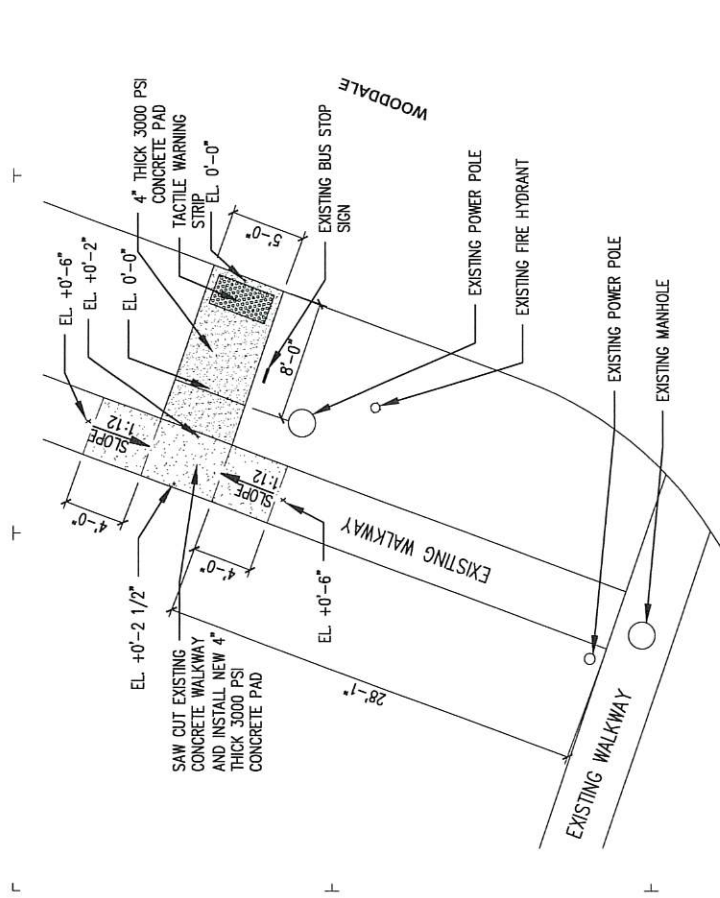 WOODDALE
4" THICK 3000 PSI
CONCRETE PAD
TACTILE WARNING
STRIP
EL. 0'-0"
EL. +0'-6"
EL. +0'-2"
EL. 0'-0"
5'-0"
EXISTING BUS STOP
SIGN
8'-0"
EXISTING POWER POLE
EXISTING FIRE HYDRANT
EXISTING POWER POLE
EXISTING MANHOLE
SLOPE
1:12
4'-0"
SLOPE
1:12
4'-0"
EL. +0'-2 1/2"
EL. +0'-6"
SAW CUT EXISTING
CONCRETE WALKWAY
AND INSTALL NEW 4"
THICK 3000 PSI
CONCRETE PAD
EXISTING WALKWAY
28'-1"
EXISTING WALKWAY